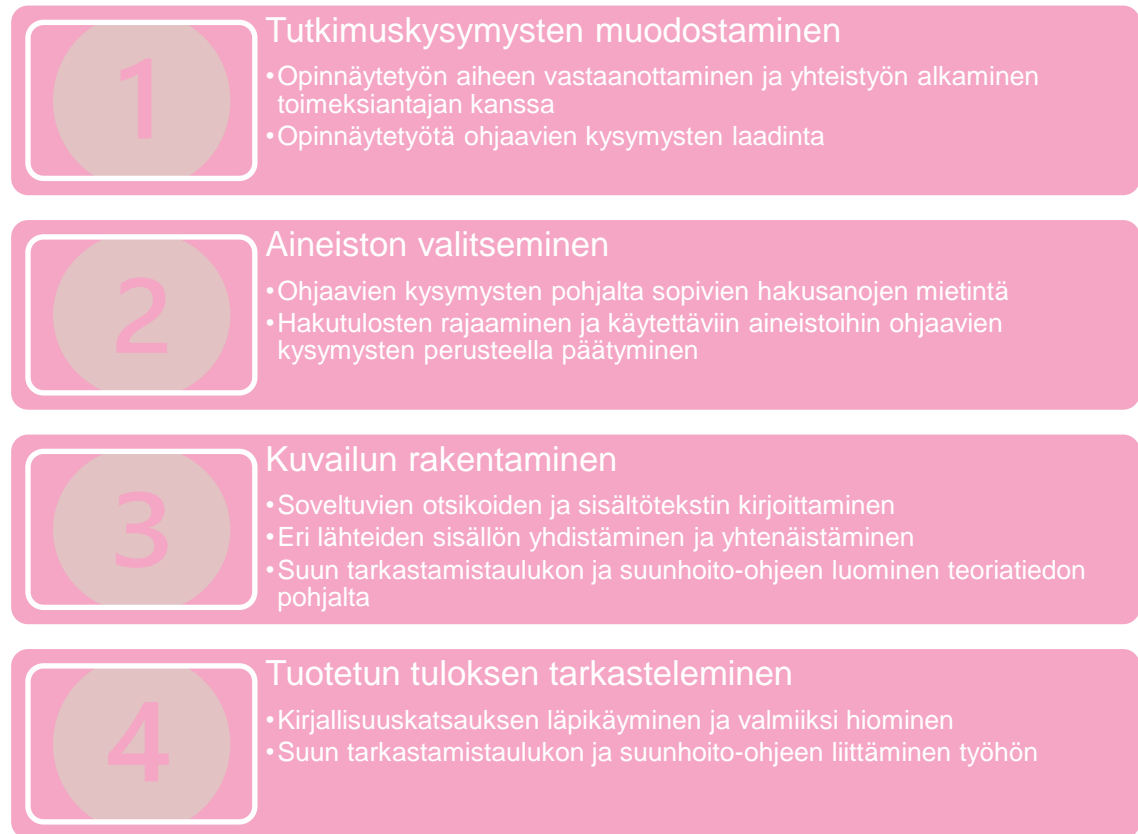 1
Tutkimuskysymysten muodostaminen
•Opinnäytetyön aiheen vastaanottaminen ja yhteistyön alkaminen
toimeksiantajan kanssa
•Opinnäytetyötä ohjaavien kysymysten laadinta
2
Aineiston valitseminen
•Ohjaavien kysymysten pohjalta sopivien hakusanojen mietintä
•Hakutulosten rajaaminen ja käytettäviin aineistoihin ohjaavien
kysymysten perusteella päätyminen
3
Kuvailun rakentaminen
•Soveltuvien otsikoiden ja sisältötekstin kirjoittaminen
•Eri lähteiden sisällön yhdistäminen ja yhtenäistäminen
•Suun tarkastamistaulukon ja suunhoito-ohjeen luominen teoriatiedon
pohjalta
4
Tuotetun tuloksen tarkasteleminen
•Kirjallisuuskatsauksen läpikäyminen ja valmiiksi hiominen
•Suun tarkastamistaulukon ja suunhoito-ohjeen liittäminen työhön